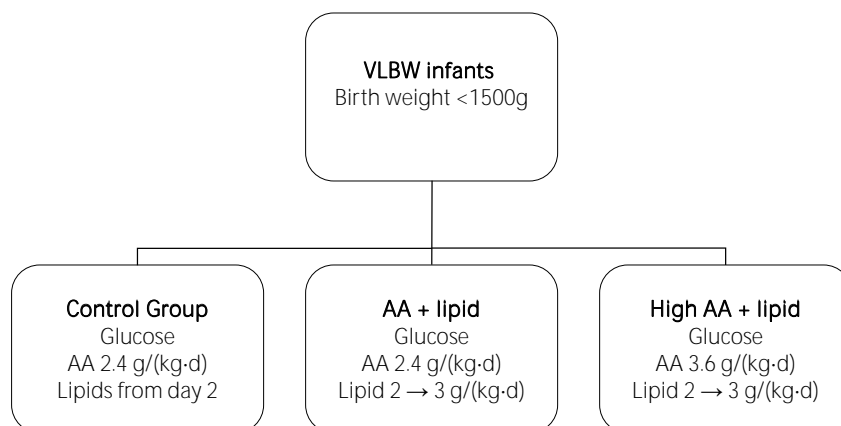 VLBW infants
Birth weight <1500g
Control Group
Glucose
AA 2.4 g/(kg·d)
Lipids from day 2
AA + lipid
Glucose
AA 2.4 g/(kg·d)
Lipid 2 → 3 g/(kg·d)
High AA + lipid
Glucose
AA 3.6 g/(kg·d)
Lipid 2 → 3 g/(kg·d)